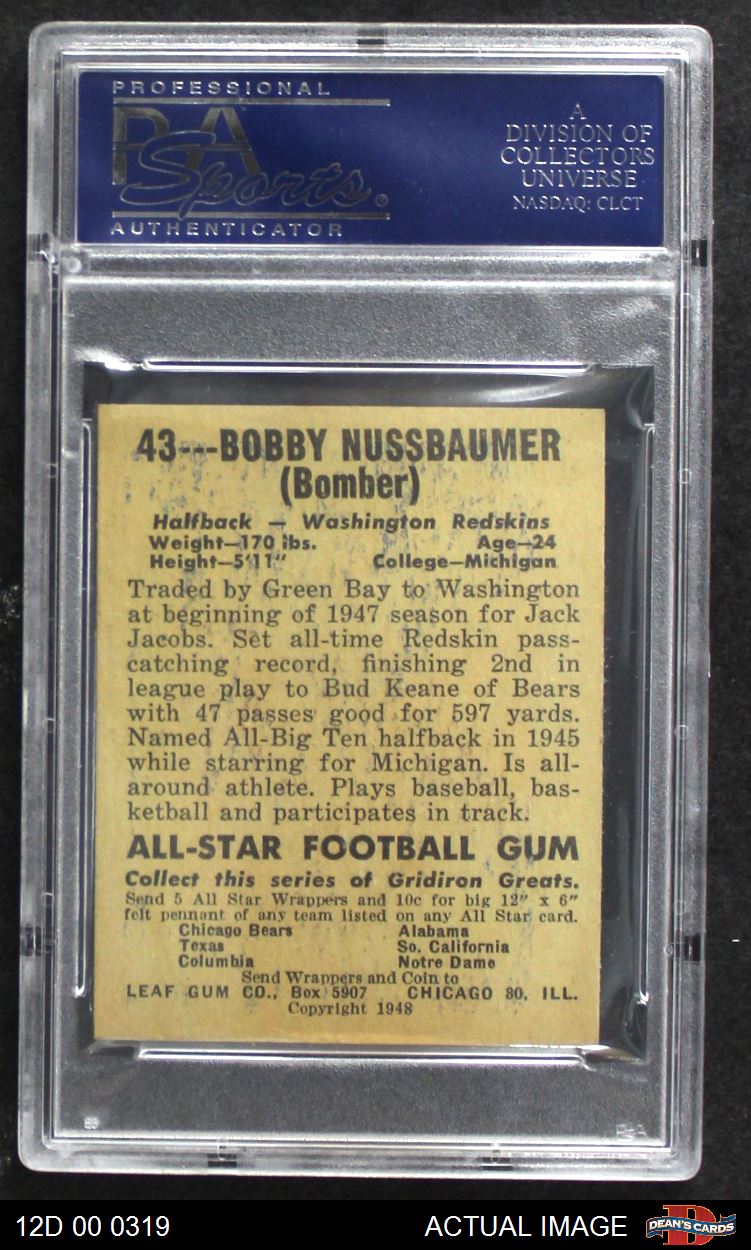 PROFESSIONAL
PSA
Sports®
AUTHENTICATOR
A
DIVISION OF
COLLECTORS
UNIVERSE
NASDAQ: CLCT
43---BOBBY NUSSBAUMER
(Bomber)
Halfback — Washington Redskins
Weight—170 lbs. Age—24
Height—5'11" College—Michigan
Traded by Green Bay to Washington
at beginning of 1947 season for Jack
Jacobs. Set all-time Redskin pass-
catching record, finishing 2nd in
league play to Bud Keane of Bears
with 47 passes good for 597 yards.
Named All-Big Ten halfback in 1945
while starring for Michigan. Is all-
around athlete. Plays baseball, bas-
ketball and participates in track.
ALL-STAR FOOTBALL GUM
Collect this series of Gridiron Greats.
Send 5 All Star Wrappers and 10c for big 12" x 6"
felt pennant of any team listed on any All Star card.
Chicago Bears Alabama
Texas So. California
Columbia Notre Dame
Send Wrappers and Coin to
LEAF GUM CO., Box 5907 CHICAGO 80, ILL.
Copyright 1948
PSA
12D 00 0319 ACTUAL IMAGE DEAN'S CARDS